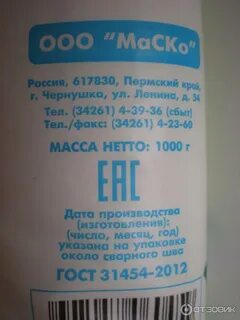 ООО "МаСКо"
Россия, 617830, Пермский край,
г. Чернушка, ул. Ленина, д. 54
Тел. (34261) 4-39-36 (сбыт)
Тел./факс: (34261) 4-23-60
МАССА НЕТТО: 1000 г
ЕАС
Дата производства
(изготовления):
(число, месяц, год)
указана на упаковке
около сварного шва
ГОСТ 31454-2012
ОТЗОВИК